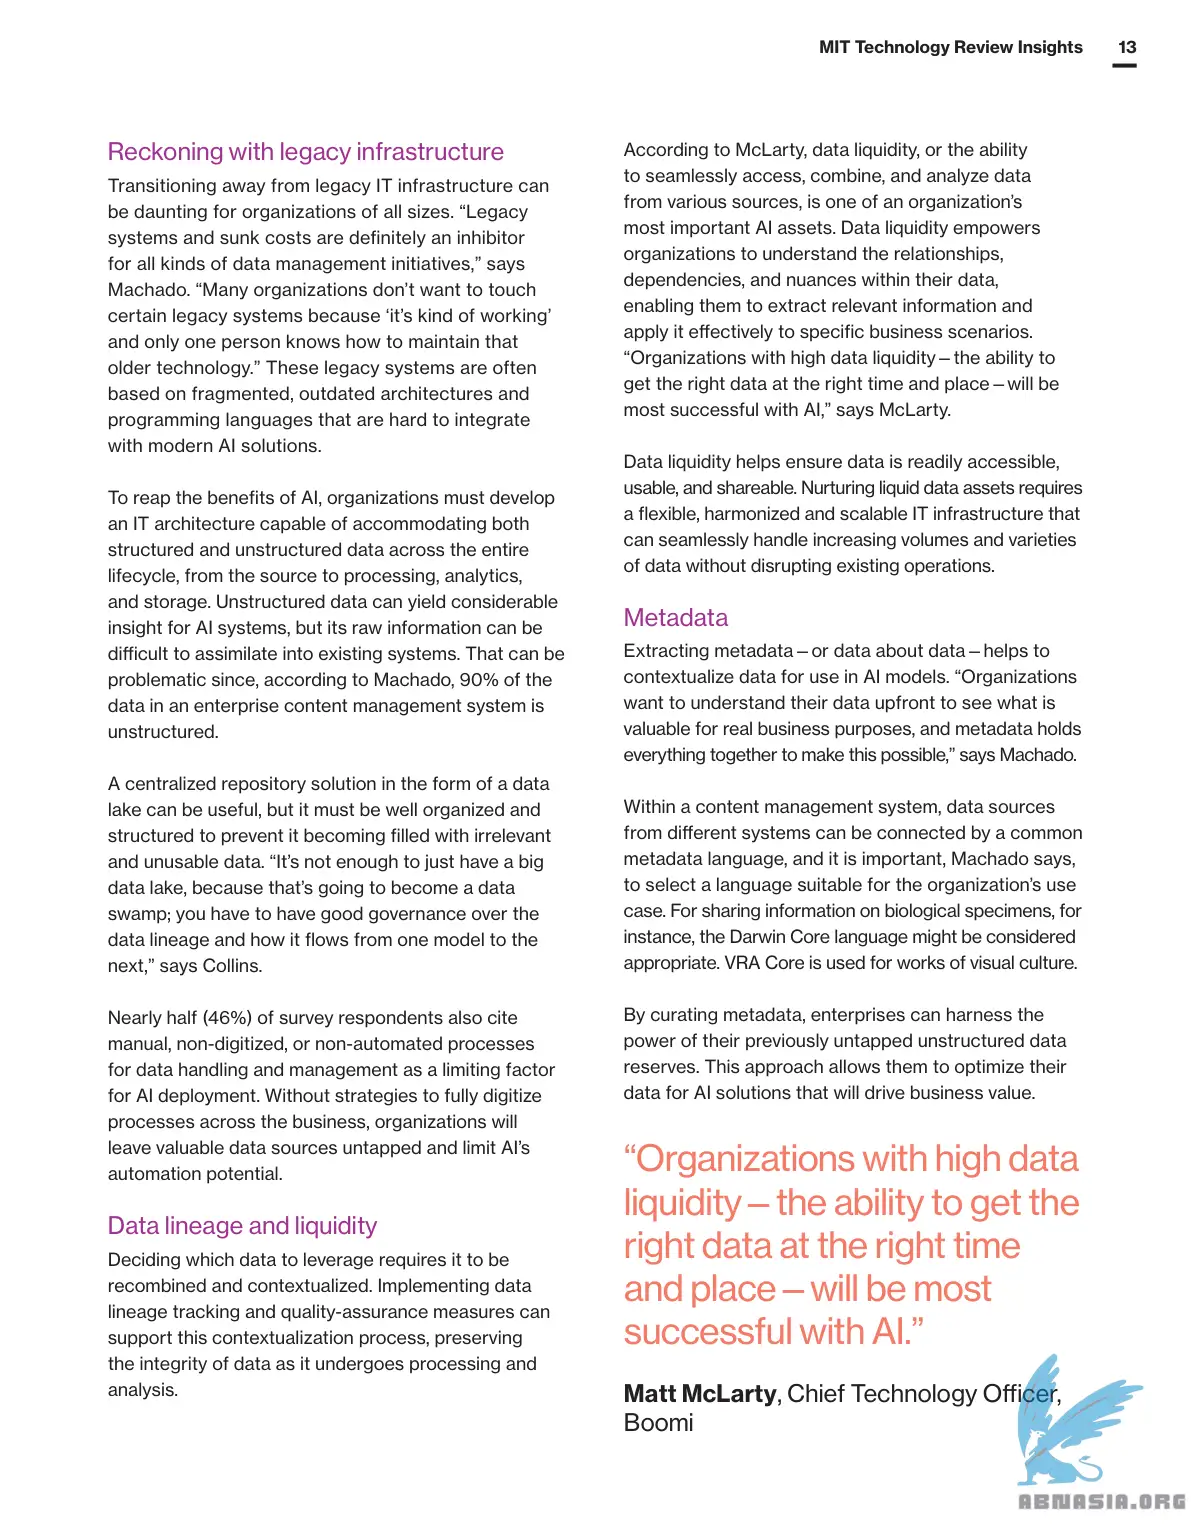 MIT Technology Review Insights 13
Reckoning with legacy infrastructure
Transitioning away from legacy IT infrastructure can
be daunting for organizations of all sizes. “Legacy
systems and sunk costs are definitely an inhibitor
for all kinds of data management initiatives,” says
Machado. “Many organizations don’t want to touch
certain legacy systems because ‘it’s kind of working’
and only one person knows how to maintain that
older technology.” These legacy systems are often
based on fragmented, outdated architectures and
programming languages that are hard to integrate
with modern AI solutions.
To reap the benefits of AI, organizations must develop
an IT architecture capable of accommodating both
structured and unstructured data across the entire
lifecycle, from the source to processing, analytics,
and storage. Unstructured data can yield considerable
insight for AI systems, but its raw information can be
difficult to assimilate into existing systems. That can be
problematic since, according to Machado, 90% of the
data in an enterprise content management system is
unstructured.
A centralized repository solution in the form of a data
lake can be useful, but it must be well organized and
structured to prevent it becoming filled with irrelevant
and unusable data. “It’s not enough to just have a big
data lake, because that’s going to become a data
swamp; you have to have good governance over the
data lineage and how it flows from one model to the
next,” says Collins.
Nearly half (46%) of survey respondents also cite
manual, non-digitized, or non-automated processes
for data handling and management as a limiting factor
for AI deployment. Without strategies to fully digitize
processes across the business, organizations will
leave valuable data sources untapped and limit AI’s
automation potential.
Data lineage and liquidity
Deciding which data to leverage requires it to be
recombined and contextualized. Implementing data
lineage tracking and quality-assurance measures can
support this contextualization process, preserving
the integrity of data as it undergoes processing and
analysis.
According to McLarty, data liquidity, or the ability
to seamlessly access, combine, and analyze data
from various sources, is one of an organization’s
most important AI assets. Data liquidity empowers
organizations to understand the relationships,
dependencies, and nuances within their data,
enabling them to extract relevant information and
apply it effectively to specific business scenarios.
“Organizations with high data liquidity – the ability to
get the right data at the right time and place – will be
most successful with AI,” says McLarty.
Data liquidity helps ensure data is readily accessible,
usable, and shareable. Nurturing liquid data assets requires
a flexible, harmonized and scalable IT infrastructure that
can seamlessly handle increasing volumes and varieties
of data without disrupting existing operations.
Metadata
Extracting metadata – or data about data – helps to
contextualize data for use in AI models. “Organizations
want to understand their data upfront to see what is
valuable for real business purposes, and metadata holds
everything together to make this possible,” says Machado.
Within a content management system, data sources
from different systems can be connected by a common
metadata language, and it is important, Machado says,
to select a language suitable for the organization’s use
case. For sharing information on biological specimens, for
instance, the Darwin Core language might be considered
appropriate. VRA Core is used for works of visual culture.
By curating metadata, enterprises can harness the
power of their previously untapped unstructured data
reserves. This approach allows them to optimize their
data for AI solutions that will drive business value.
“Organizations with high data
liquidity – the ability to get the
right data at the right time
and place – will be most
successful with AI.”
Matt McLarty, Chief Technology Officer,
Boomi
ABNASIA.ORG